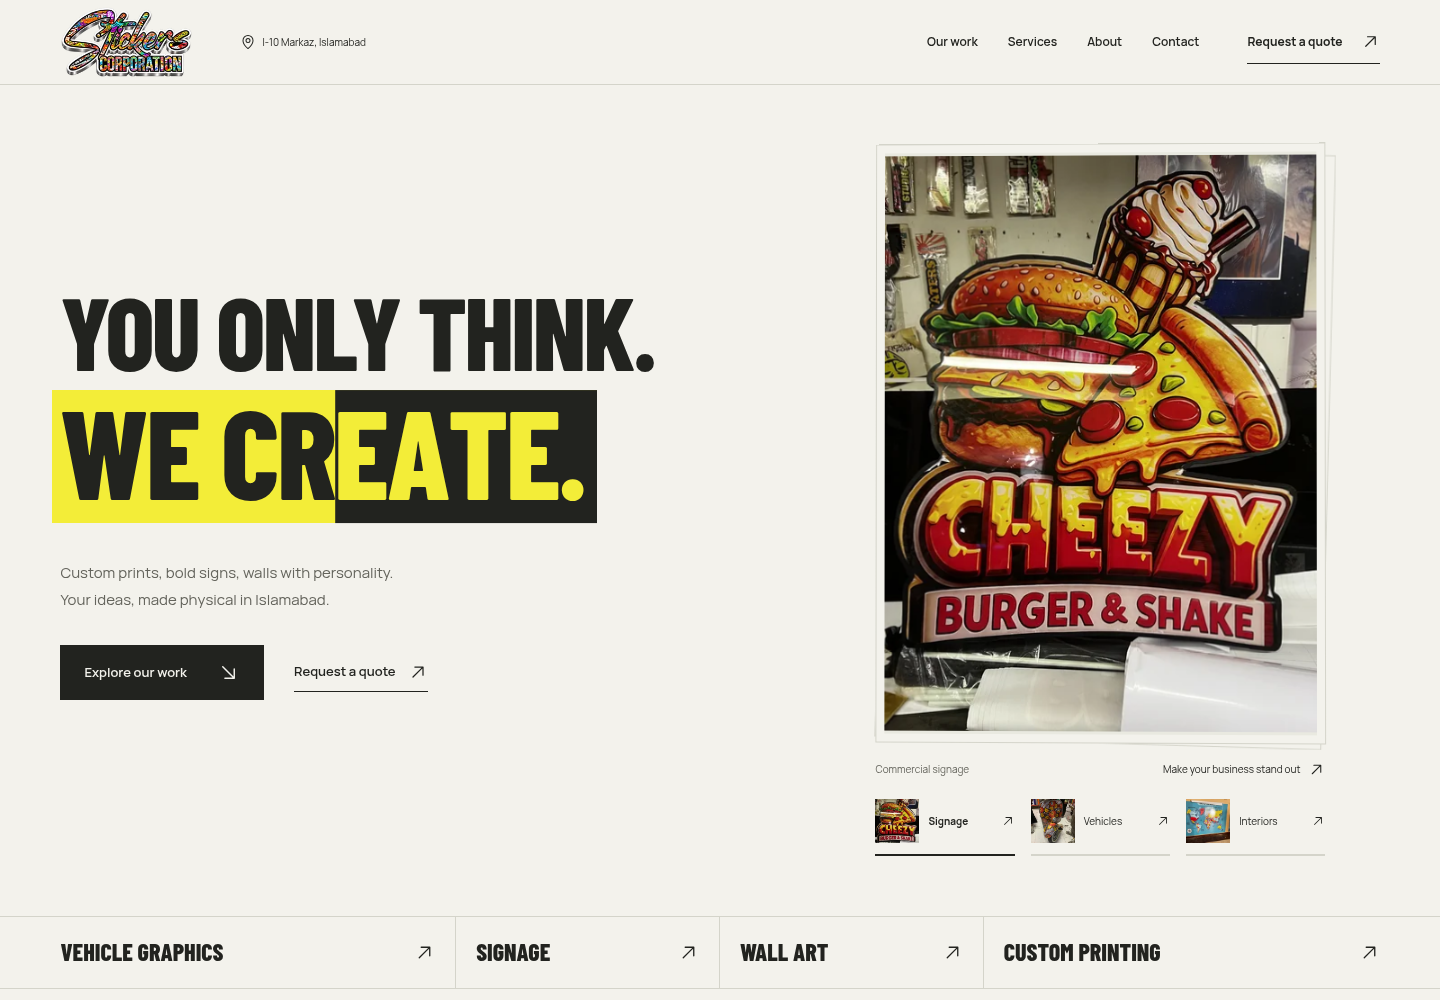 Stickers
CORPORATION
I-10 Markaz, Islamabad
Our work
Services
About
Contact
Request a quote
YOU ONLY THINK.
WE CREATE.
Custom prints, bold signs, walls with personality.
Your ideas, made physical in Islamabad.
Explore our work
Request a quote
CHEEZY
BURGER & SHAKE
Commercial signage
Make your business stand out
Signage
Vehicles
Interiors
VEHICLE GRAPHICS
SIGNAGE
WALL ART
CUSTOM PRINTING